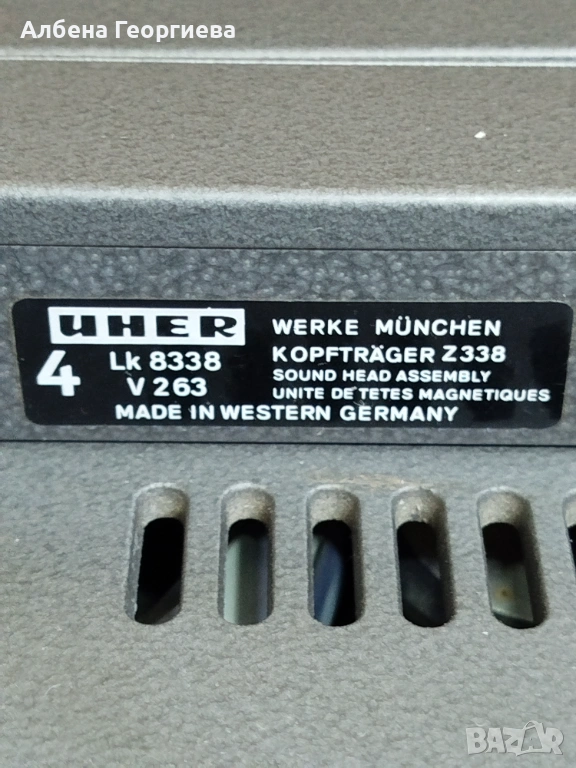 Албена Георгиева
UHER WERKE MÜNCHEN
4 Lk 8338 KOPFTRÄGER Z338
V 263 SOUND HEAD ASSEMBLY
UNITE DE TETES MAGNETIQUES
MADE IN WESTERN GERMANY
BAZAR